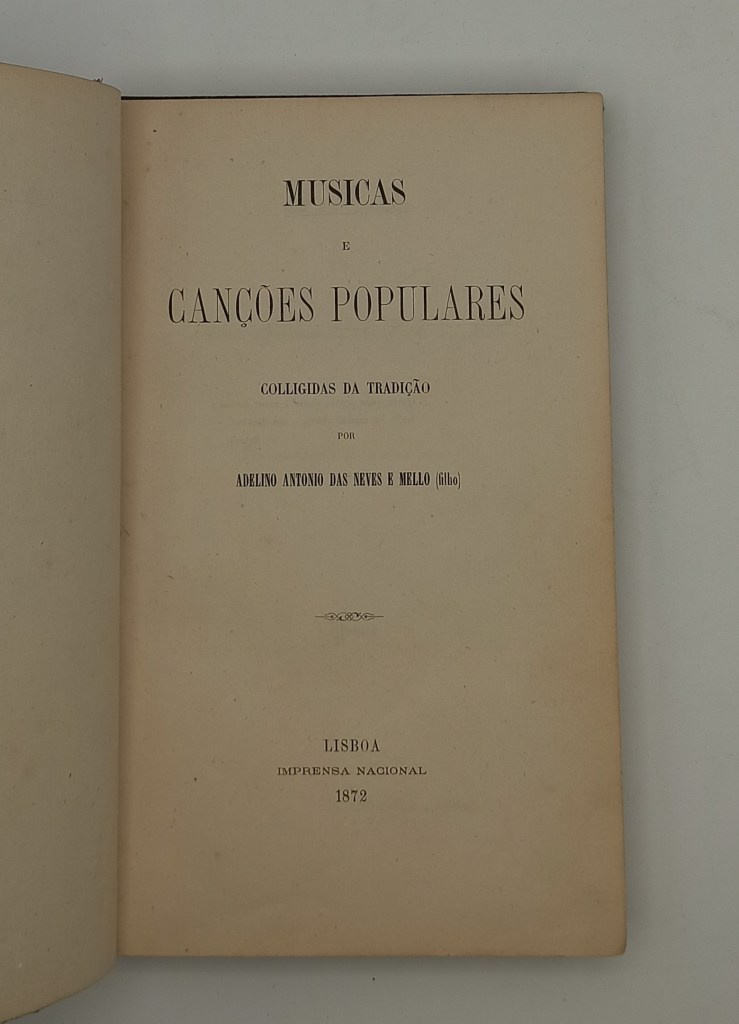 MUSICAS
E
CANÇÕES POPULARES
COLLIGIDAS DA TRADIÇÃO
POR
ADELINO ANTONIO DAS NEVES E MELLO (filho)
LISBOA
IMPRENSA NACIONAL
1872